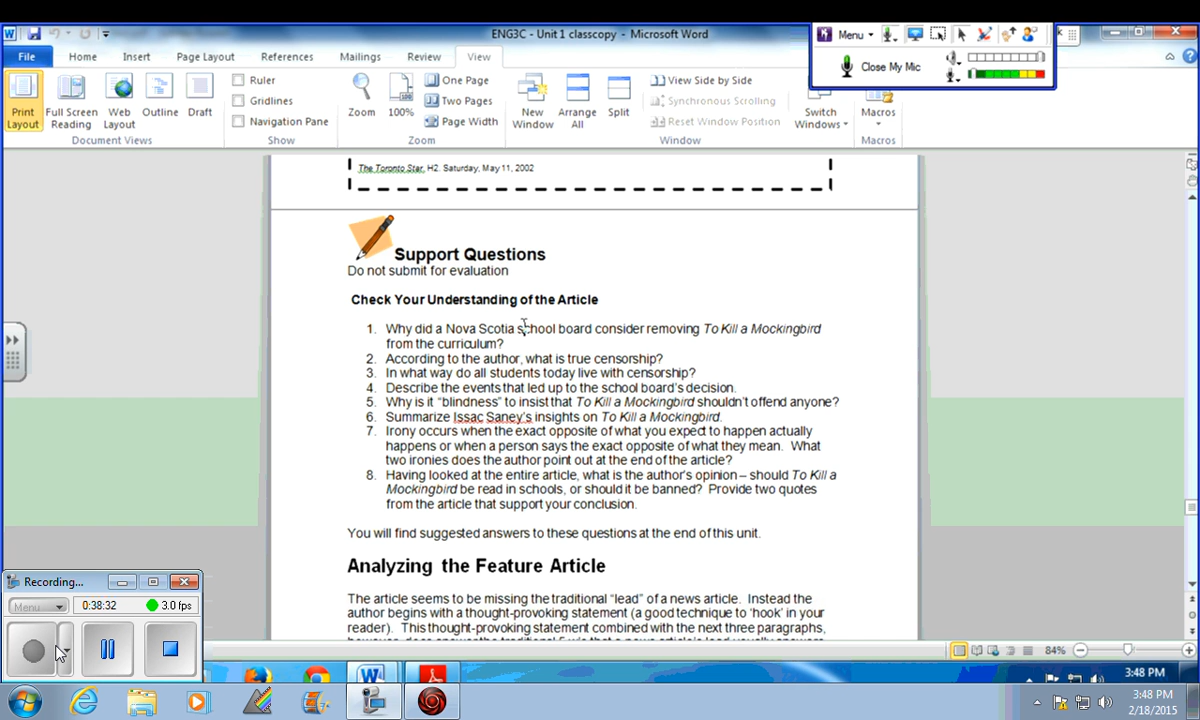 ENG3C - Unit 1 classcopy - Microsoft Word
Menu
Close My Mic
File Home Insert Page Layout References Mailings Review View
Print Layout
Full Screen Reading
Web Layout
Outline
Draft
Document Views
Ruler
Gridlines
Navigation Pane
Show
Zoom
100%
One Page
Two Pages
Page Width
Zoom
New Window
Arrange All
Split
View Side by Side
Synchronous Scrolling
Reset Window Position
Window
Switch Windows
Macros
Macros
The Toronto Star, H2. Saturday, May 11, 2002
Support Questions
Do not submit for evaluation
Check Your Understanding of the Article
1. Why did a Nova Scotia school board consider removing To Kill a Mockingbird
from the curriculum?
2. According to the author, what is true censorship?
3. In what way do all students today live with censorship?
4. Describe the events that led up to the school board's decision.
5. Why is it “blindness” to insist that To Kill a Mockingbird shouldn't offend anyone?
6. Summarize Issac Saney's insights on To Kill a Mockingbird.
7. Irony occurs when the exact opposite of what you expect to happen actually
happens or when a person says the exact opposite of what they mean. What
two ironies does the author point out at the end of the article?
8. Having looked at the entire article, what is the author's opinion – should To Kill a
Mockingbird be read in schools, or should it be banned? Provide two quotes
from the article that support your conclusion.
You will find suggested answers to these questions at the end of this unit.
Analyzing the Feature Article
The article seems to be missing the traditional “lead” of a news article. Instead the
author begins with a thought-provoking statement (a good technique to ‘hook’ in your
reader). This thought-provoking statement combined with the next three paragraphs,
Recording...
Menu
0:38:32
3.0 fps
84%
3:48 PM
3:48 PM
2/18/2015